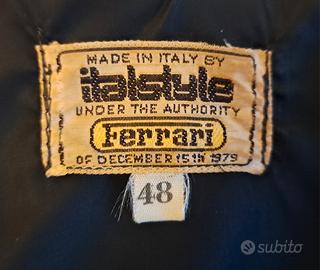 MADE IN ITALY BY
italstyle
UNDER THE AUTHORITY
Ferrari
OF DECEMBER 15TH 1979
48
subito